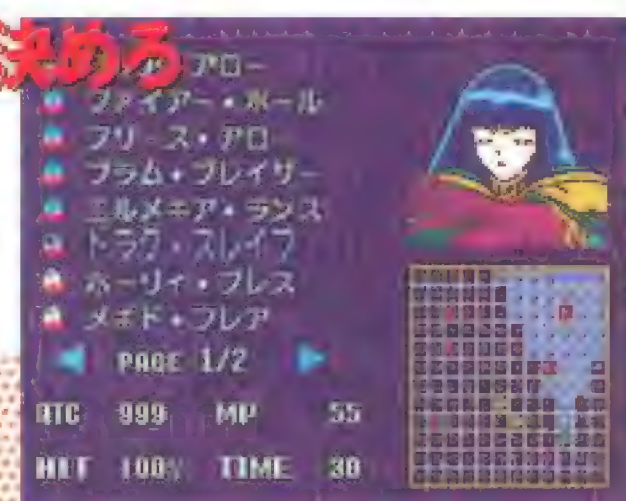 決めろ
アロー
ファイアー・ボール
フリーズ・アロー
ブラム・ブレイザー
エルメキア・ランス
ドラグ・スレイブ
ホーリィ・ブレス
メギド・フレア
PAGE 1/2
ATC 999 MP 55
HIT 100% TIME 30